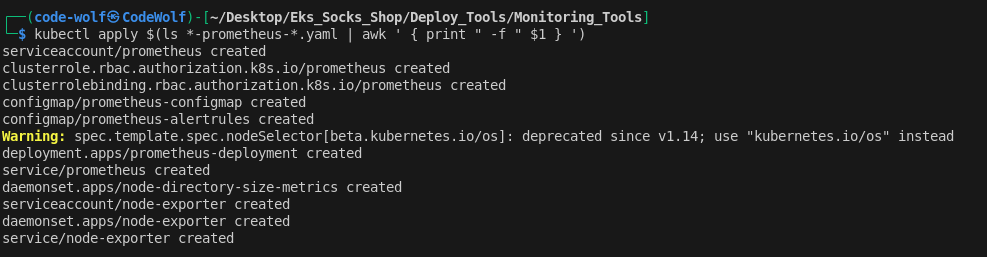 ┌──(code-wolf㉿CodeWolf)-[~/Desktop/Eks_Socks_Shop/Deploy_Tools/Monitoring_Tools]
└─$ kubectl apply $(ls *-prometheus-*.yaml | awk ' { print " -f " $1 } ')
serviceaccount/prometheus created
clusterrole.rbac.authorization.k8s.io/prometheus created
clusterrolebinding.rbac.authorization.k8s.io/prometheus created
configmap/prometheus-configmap created
configmap/prometheus-alertrules created
Warning: spec.template.spec.nodeSelector[beta.kubernetes.io/os]: deprecated since v1.14; use "kubernetes.io/os" instead
deployment.apps/prometheus-deployment created
service/prometheus created
daemonset.apps/node-directory-size-metrics created
serviceaccount/node-exporter created
daemonset.apps/node-exporter created
service/node-exporter created